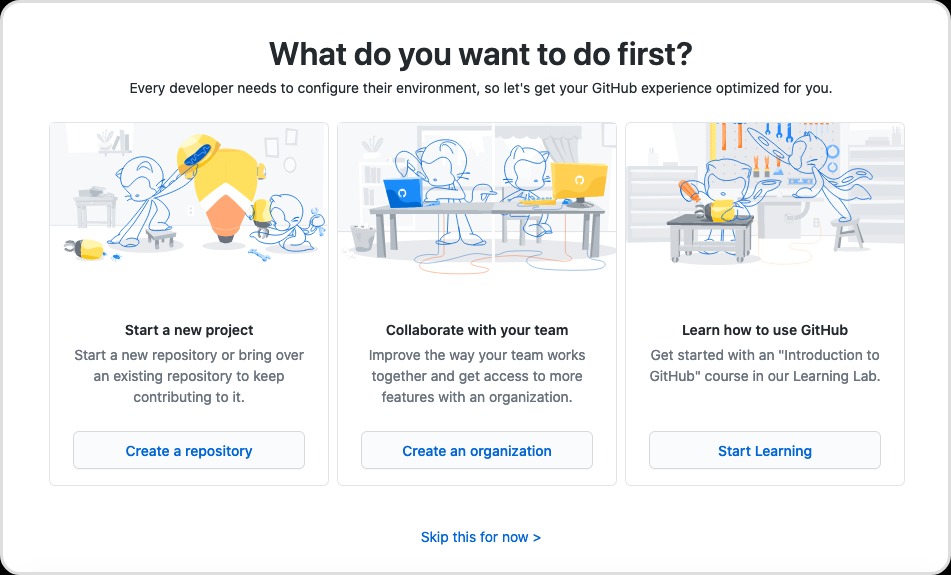 What do you want to do first?
Every developer needs to configure their environment, so let's get your GitHub experience optimized for you.
Start a new project
Start a new repository or bring over
an existing repository to keep
contributing to it.
Create a repository
Collaborate with your team
Improve the way your team works
together and get access to more
features with an organization.
Create an organization
Learn how to use GitHub
Get started with an "Introduction to
GitHub" course in our Learning Lab.
Start Learning
Skip this for now >